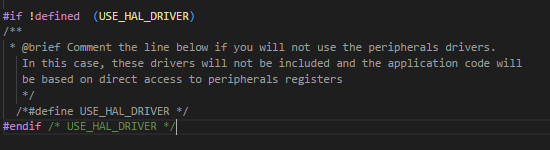 #if !defined  (USE_HAL_DRIVER)
/**
 * @brief Comment the line below if you will not use the peripherals drivers.
   In this case, these drivers will not be included and the application code will
   be based on direct access to peripherals registers
   */
  /*#define USE_HAL_DRIVER */
#endif /* USE_HAL_DRIVER */